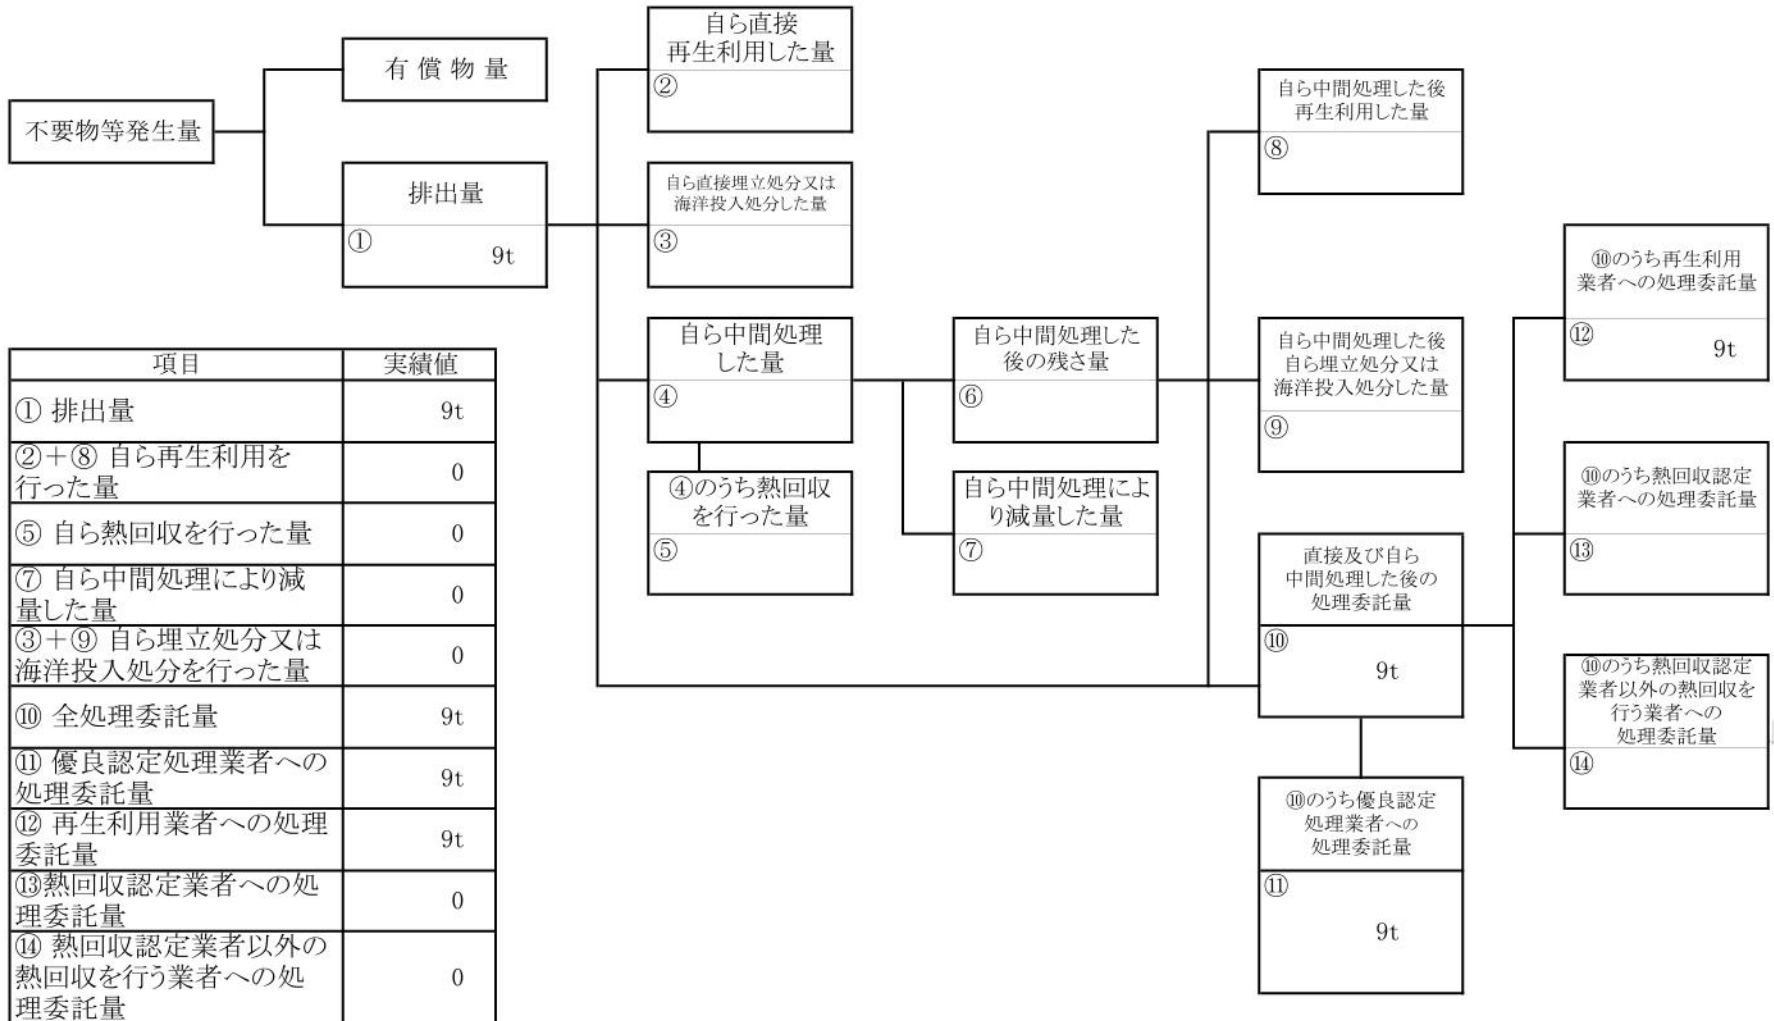 不要物等発生量
有償物量
排出量
①
9t
自ら直接
再生利用した量
②
自ら直接埋立処分又は
海洋投入処分した量
③
自ら中間処理
した量
④
④のうち熱回収
を行った量
⑤
自ら中間処理した
後の残さ量
⑥
自ら中間処理によ
り減量した量
⑦
自ら中間処理した後
再生利用した量
⑧
自ら中間処理した後
自ら埋立処分又は
海洋投入処分した量
⑨
直接及び自ら
中間処理した後の
処理委託量
⑩
9t
⑩のうち優良認定
処理業者への
処理委託量
⑪
9t
⑩のうち再生利用
業者への処理委託量
⑫
9t
⑩のうち熱回収認定
業者への処理委託量
⑬
⑩のうち熱回収認定
業者以外の熱回収を
行う業者への
処理委託量
⑭
項目 実績値
① 排出量 9t
②+⑧ 自ら再生利用を
行った量 0
⑤ 自ら熱回収を行った量 0
⑦ 自ら中間処理により減
量した量 0
③+⑨ 自ら埋立処分又は
海洋投入処分を行った量 0
⑩ 全処理委託量 9t
⑪ 優良認定処理業者への
処理委託量 9t
⑫ 再生利用業者への処理
委託量 9t
⑬熱回収認定業者への処
理委託量 0
⑭ 熱回収認定業者以外の
熱回収を行う業者への処
理委託量 0